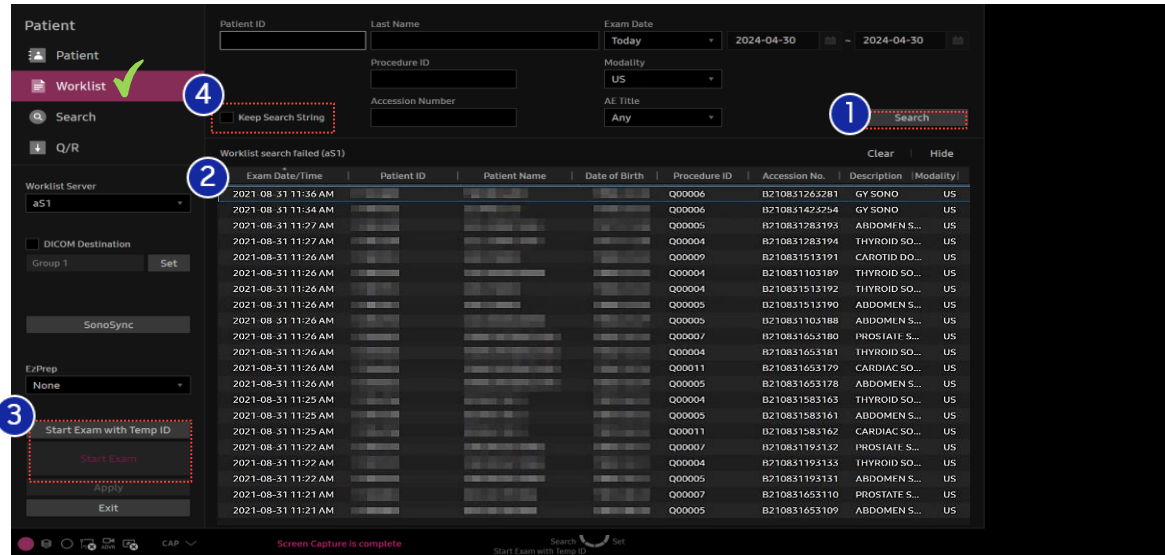 Patient
Patient
Worklist
Search
Q/R
Worklist Server
aS1
DICOM Destination
Group 1
Set
SonoSync
EzPrep
None
3
Start Exam with Temp ID
Start Exam
Apply
Exit
Patient ID
Last Name
Exam Date
Today
2024-04-30 ~ 2024-04-30
Procedure ID
Modality
US
4
Keep Search String
Accession Number
AE Title
Any
1
Search
Worklist search failed (aS1)
Clear | Hide
2
Exam Date/Time | Patient ID | Patient Name | Date of Birth | Procedure ID | Accession No. | Description | Modality |
2021-08-31 11:36 AM Q00006 B210831263281 GY SONO US
2021-08-31 11:34 AM Q00006 B210831423254 GY SONO US
2021-08-31 11:27 AM Q00005 B210831283193 ABDOMEN S... US
2021-08-31 11:27 AM Q00004 B210831283194 THYROID SO... US
2021-08-31 11:26 AM Q00009 B210831513191 CAROTID DO... US
2021-08-31 11:26 AM Q00004 B210831103189 THYROID SO... US
2021-08-31 11:26 AM Q00004 B210831513192 THYROID SO... US
2021-08-31 11:26 AM Q00005 B210831513190 ABDOMEN S... US
2021-08-31 11:26 AM Q00005 B210831103188 ABDOMEN S... US
2021-08-31 11:26 AM Q00007 B210831653180 PROSTATE S... US
2021-08-31 11:26 AM Q00004 B210831653181 THYROID SO... US
2021-08-31 11:26 AM Q00011 B210831653179 CARDIAC SO... US
2021-08-31 11:26 AM Q00005 B210831653178 ABDOMEN S... US
2021-08-31 11:25 AM Q00004 B210831583163 THYROID SO... US
2021-08-31 11:25 AM Q00005 B210831583161 ABDOMEN S... US
2021-08-31 11:25 AM Q00011 B210831583162 CARDIAC SO... US
2021-08-31 11:22 AM Q00007 B210831193132 PROSTATE S... US
2021-08-31 11:22 AM Q00004 B210831193133 THYROID SO... US
2021-08-31 11:22 AM Q00005 B210831193131 ABDOMEN S... US
2021-08-31 11:21 AM Q00007 B210831653110 PROSTATE S... US
2021-08-31 11:21 AM Q00005 B210831653109 ABDOMEN S... US
CAP
Screen Capture is complete
Search Set
Start Exam with Temp ID